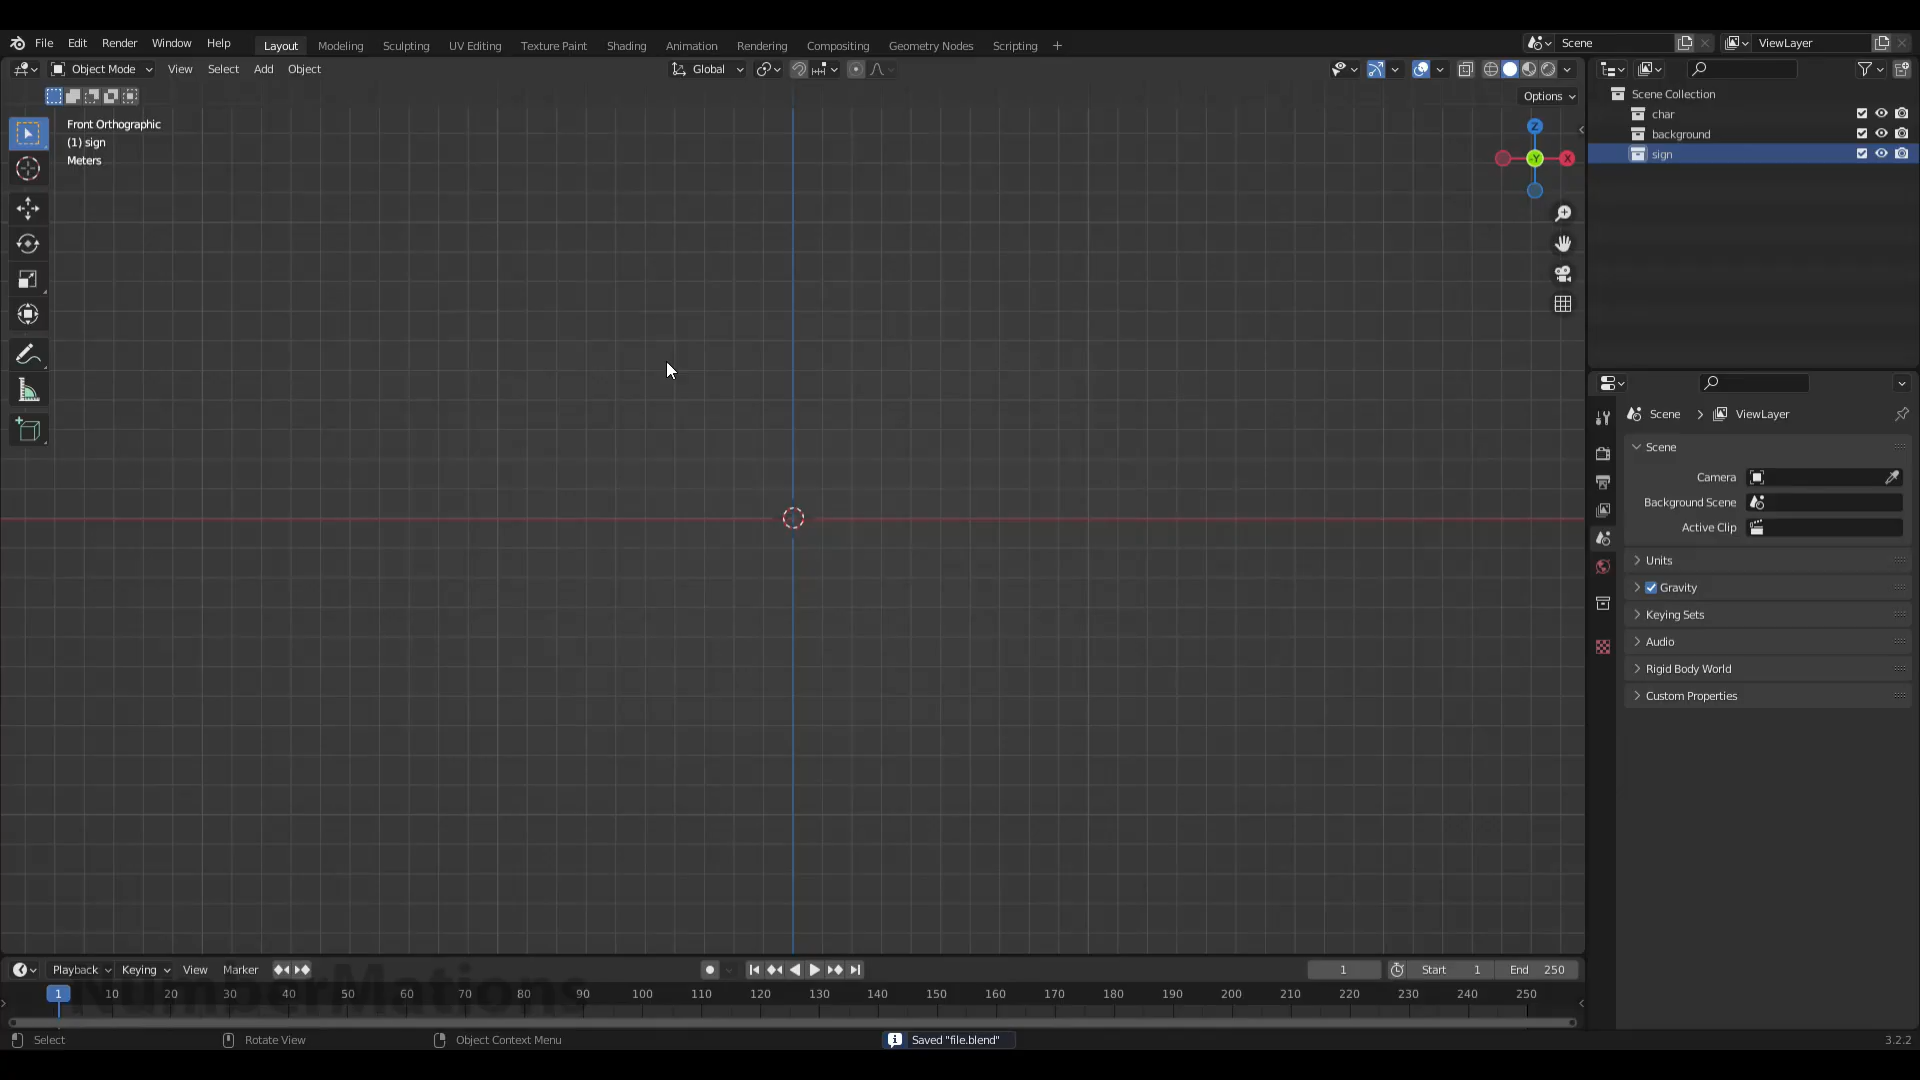 File Edit Render Window Help Layout Modeling Sculpting UV Editing Texture Paint Shading Animation Rendering Compositing Geometry Nodes Scripting + Scene ViewLayer
Object Mode View Select Add Object Global
Options
Front Orthographic
(1) sign
Meters
Z
-Y
X
Scene Collection
char
background
sign
Scene > ViewLayer
Scene
Camera
Background Scene
Active Clip
Units
Gravity
Keying Sets
Audio
Rigid Body World
Custom Properties
Playback Keying View Marker 1 Start 1 End 250
1 10 20 30 40 50 60 70 80 90 100 110 120 130 140 150 160 170 180 190 200 210 220 230 240 250
NumberMations
Select Rotate View Object Context Menu Saved "file.blend" 3.2.2